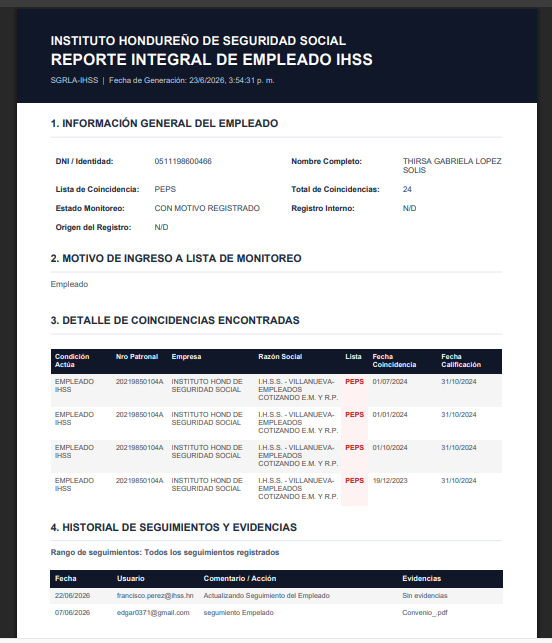 INSTITUTO HONDUREÑO DE SEGURIDAD SOCIAL
REPORTE INTEGRAL DE EMPLEADO IHSS
SGRLA-IHSS | Fecha de Generación: 23/6/2026, 3:54:31 p. m.
1. INFORMACIÓN GENERAL DEL EMPLEADO
DNI / Identidad: 0511198600466 Nombre Completo: THIRSA GABRIELA LOPEZ
SOLIS
Lista de Coincidencia: PEPS Total de Coincidencias: 24
Estado Monitoreo: CON MOTIVO REGISTRADO Registro Interno: N/D
Origen del Registro: N/D
2. MOTIVO DE INGRESO A LISTA DE MONITOREO
Empleado
3. DETALLE DE COINCIDENCIAS ENCONTRADAS
Condición Nro Patronal Empresa Razón Social Lista Fecha Fecha
Actúa Coincidencia Calificación
EMPLEADO 20219850104A INSTITUTO HOND DE I.H.S.S. - VILLANUEVA- PEPS 01/07/2024 31/10/2024
IHSS SEGURIDAD SOCIAL EMPLEADOS
COTIZANDO E.M. Y R.P.
EMPLEADO 20219850104A INSTITUTO HOND DE I.H.S.S. - VILLANUEVA- PEPS 01/01/2024 31/10/2024
IHSS SEGURIDAD SOCIAL EMPLEADOS
COTIZANDO E.M. Y R.P.
EMPLEADO 20219850104A INSTITUTO HOND DE I.H.S.S. - VILLANUEVA- PEPS 01/10/2024 31/10/2024
IHSS SEGURIDAD SOCIAL EMPLEADOS
COTIZANDO E.M. Y R.P.
EMPLEADO 20219850104A INSTITUTO HOND DE I.H.S.S. - VILLANUEVA- PEPS 19/12/2023 31/10/2024
IHSS SEGURIDAD SOCIAL EMPLEADOS
COTIZANDO E.M. Y R.P.
4. HISTORIAL DE SEGUIMIENTOS Y EVIDENCIAS
Rango de seguimientos: Todos los seguimientos registrados
Fecha Usuario Comentario / Acción Evidencias
22/06/2026 francisco.perez@ihss.hn Actualizando Seguimiento del Empleado Sin evidencias
07/06/2026 edgar0371@gmail.com segumiento Empelado Convenio_.pdf